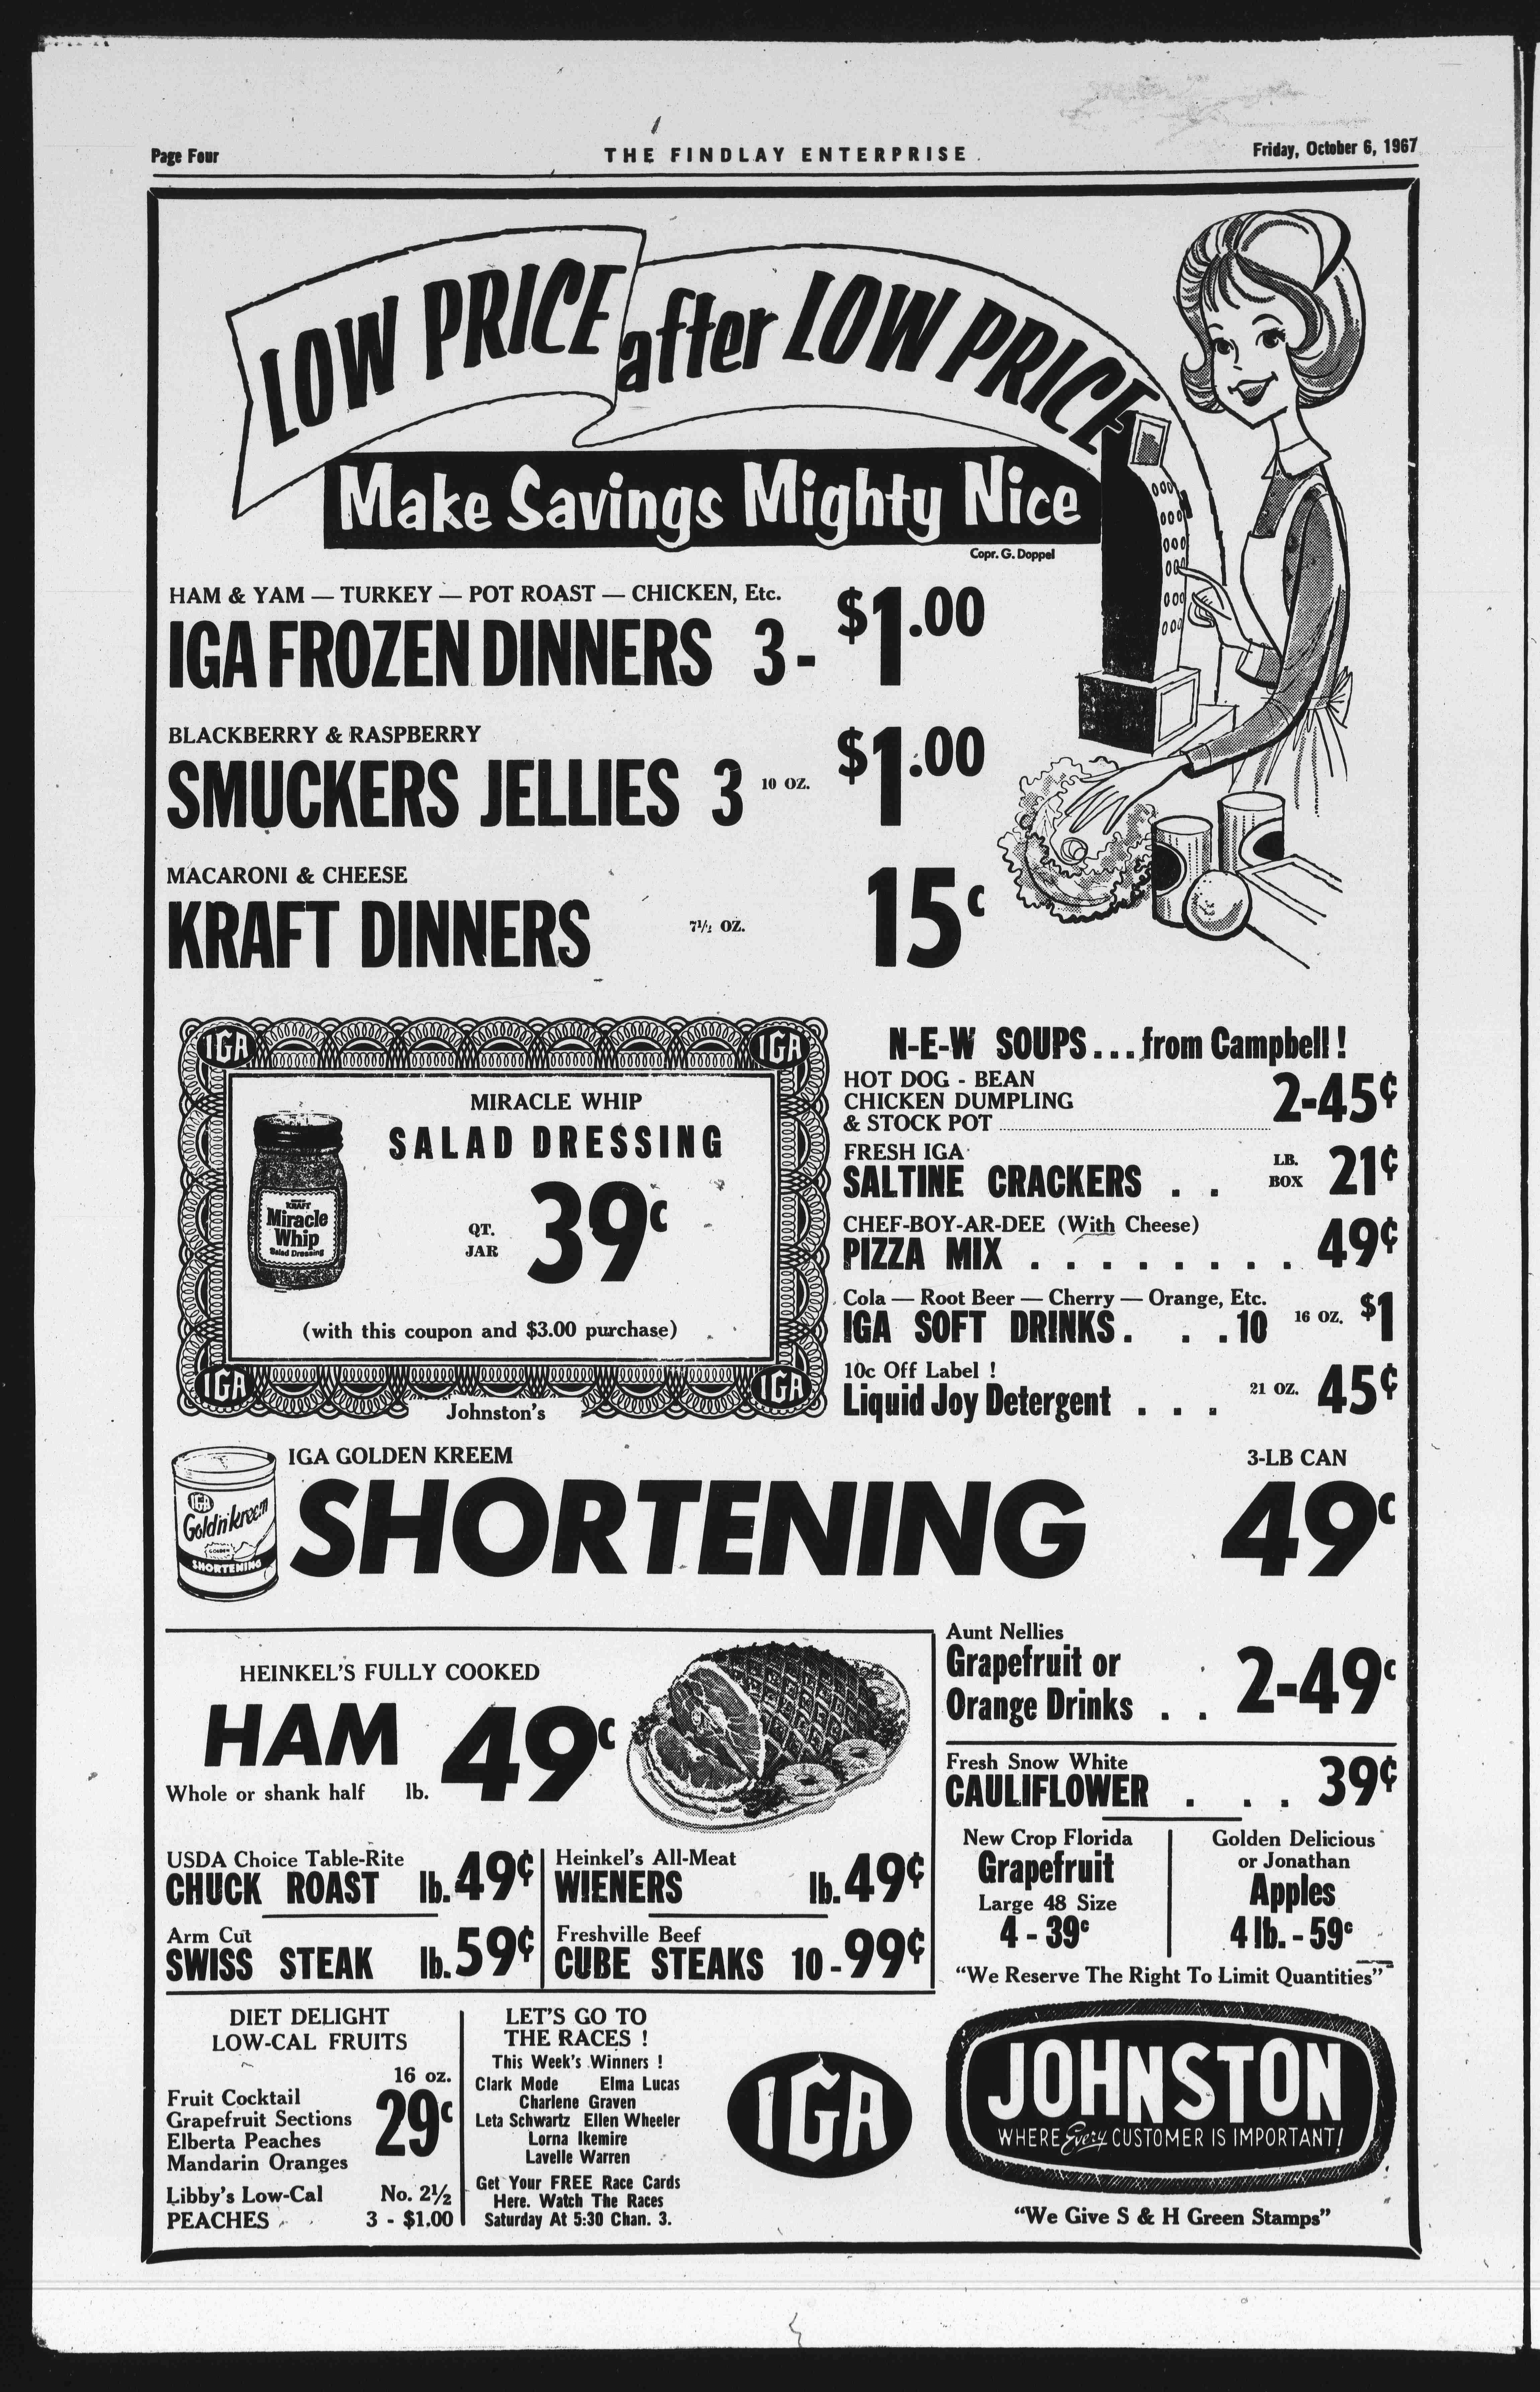 Page Four
THE FINDLAY ENTERPRISE
Friday, October 6, 1967
LOW PRICE after LOW PRICE
Make Savings Mighty Nice
Copr. G. Doppel
HAM & YAM — TURKEY — POT ROAST — CHICKEN, Etc.
IGA FROZEN DINNERS 3- $1.00
BLACKBERRY & RASPBERRY
SMUCKERS JELLIES 3 10 OZ. $1.00
MACARONI & CHEESE
KRAFT DINNERS 7½ OZ. 15c
IGA IGA
MIRACLE WHIP
SALAD DRESSING
KRAFT
Miracle
Whip
Salad Dressing
QT.
JAR
39c
(with this coupon and $3.00 purchase)
IGA IGA
Johnston's
N-E-W SOUPS... from Campbell!
HOT DOG - BEAN
CHICKEN DUMPLING
& STOCK POT 2-45¢
FRESH IGA
SALTINE CRACKERS . . LB. BOX 21¢
CHEF-BOY-AR-DEE (With Cheese)
PIZZA MIX . . . . . . . . 49¢
Cola — Root Beer — Cherry — Orange, Etc.
IGA SOFT DRINKS. . . 10 16 OZ. $1
10c Off Label !
Liquid Joy Detergent . . . 21 OZ. 45¢
IGA
Gold'n'kreem
GOLDEN
SHORTENING
IGA GOLDEN KREEM
SHORTENING
3-LB CAN
49c
HEINKEL'S FULLY COOKED
HAM 49c
Whole or shank half lb.
Aunt Nellies
Grapefruit or
Orange Drinks . . 2-49c
Fresh Snow White
CAULIFLOWER . . . 39¢
USDA Choice Table-Rite
CHUCK ROAST lb. 49¢
Heinkel's All-Meat
WIENERS lb. 49¢
Arm Cut
SWISS STEAK lb. 59¢
Freshville Beef
CUBE STEAKS 10-99¢
New Crop Florida
Grapefruit
Large 48 Size
4 - 39c
Golden Delicious
or Jonathan
Apples
4 lb. - 59c
"We Reserve The Right To Limit Quantities"
DIET DELIGHT
LOW-CAL FRUITS
16 oz.
Fruit Cocktail
Grapefruit Sections
Elberta Peaches
Mandarin Oranges
29c
Libby's Low-Cal No. 2½
PEACHES 3 - $1.00
LET'S GO TO
THE RACES !
This Week's Winners !
Clark Mode Elma Lucas
Charlene Graven
Leta Schwartz Ellen Wheeler
Lorna Ikemire
Lavelle Warren
Get Your FREE Race Cards
Here. Watch The Races
Saturday At 5:30 Chan. 3.
IGA
JOHNSTON
WHERE Every CUSTOMER IS IMPORTANT!
"We Give S & H Green Stamps"